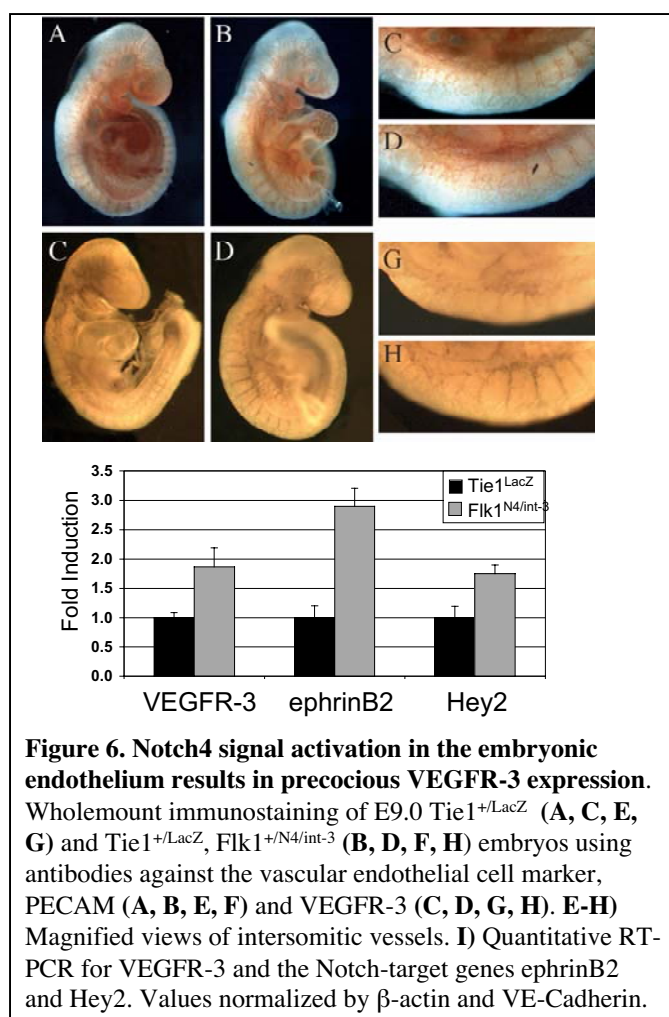 A
B
C
D
C
D
G
H
3.5
3.0
2.5
2.0
1.5
1.0
0.5
0.0
Fold Induction
Tie1LacZ
Flk1N4/int-3
VEGFR-3 ephrinB2 Hey2
Figure 6. Notch4 signal activation in the embryonic
endothelium results in precocious VEGFR-3 expression.
Wholemount immunostaining of E9.0 Tie1+/LacZ (A, C, E,
G) and Tie1+/LacZ, Flk1+/N4/int-3 (B, D, F, H) embryos using
antibodies against the vascular endothelial cell marker,
PECAM (A, B, E, F) and VEGFR-3 (C, D, G, H). E-H)
Magnified views of intersomitic vessels. I) Quantitative RT-
PCR for VEGFR-3 and the Notch-target genes ephrinB2
and Hey2. Values normalized by β-actin and VE-Cadherin.